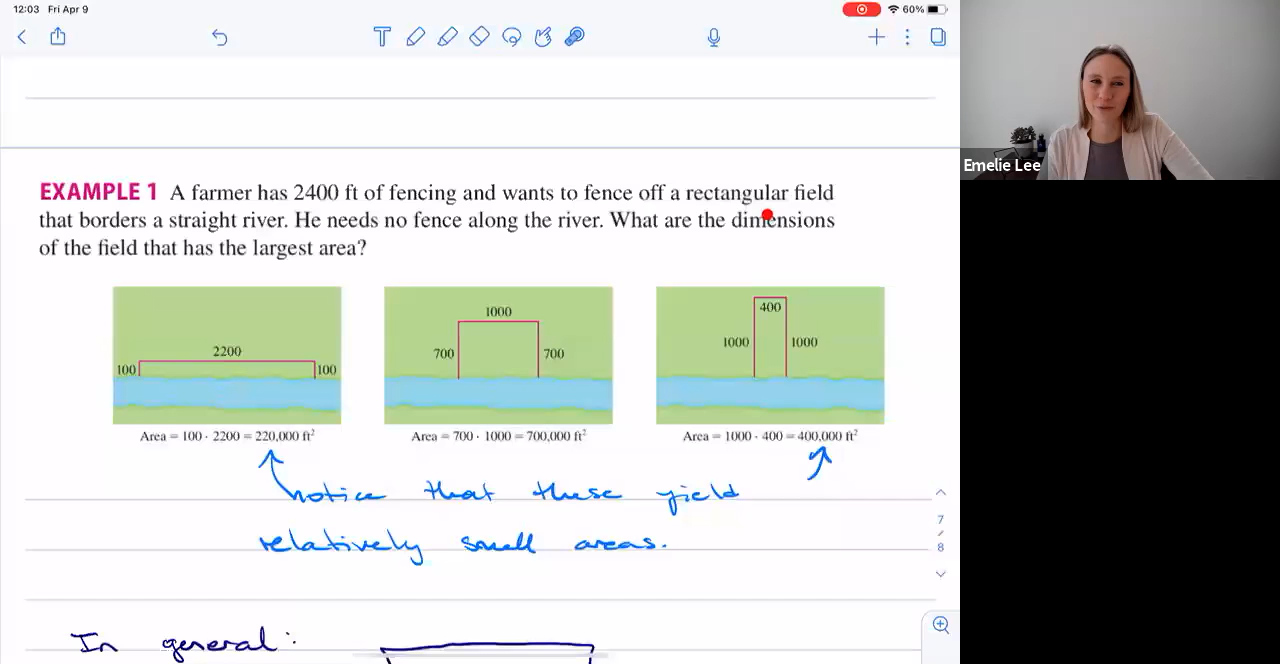 12:03 Fri Apr 9
60%
Emelie Lee
EXAMPLE 1 A farmer has 2400 ft of fencing and wants to fence off a rectangular field
that borders a straight river. He needs no fence along the river. What are the dimensions
of the field that has the largest area?
2200
100
100
1000
700
700
400
1000
1000
Area = 100 · 2200 = 220,000 ft²
Area = 700 · 1000 = 700,000 ft²
Area = 1000 · 400 = 400,000 ft²
notice that these yield
relatively small areas.
7
/
8
In general: